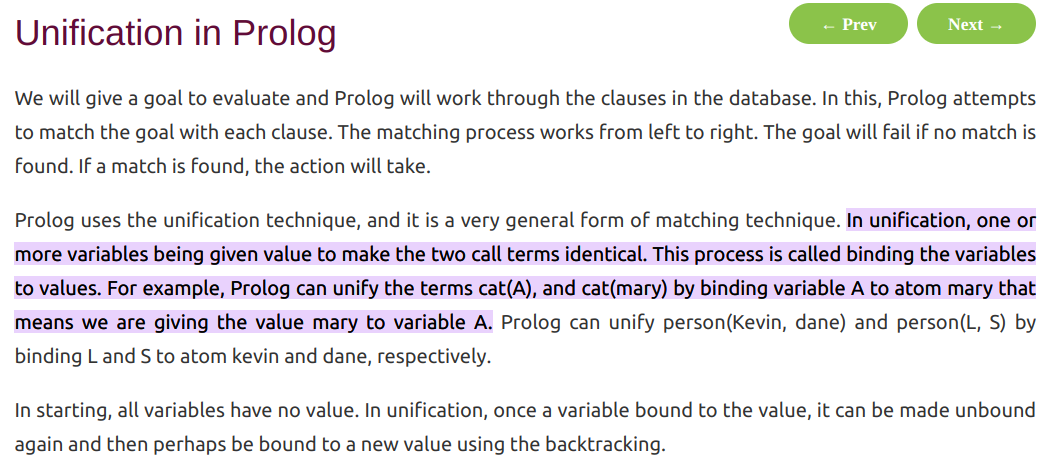 Unification in Prolog
← Prev
Next →
We will give a goal to evaluate and Prolog will work through the clauses in the database. In this, Prolog attempts
to match the goal with each clause. The matching process works from left to right. The goal will fail if no match is
found. If a match is found, the action will take.
Prolog uses the unification technique, and it is a very general form of matching technique. In unification, one or
more variables being given value to make the two call terms identical. This process is called binding the variables
to values. For example, Prolog can unify the terms cat(A), and cat(mary) by binding variable A to atom mary that
means we are giving the value mary to variable A. Prolog can unify person(Kevin, dane) and person(L, S) by
binding L and S to atom kevin and dane, respectively.
In starting, all variables have no value. In unification, once a variable bound to the value, it can be made unbound
again and then perhaps be bound to a new value using the backtracking.